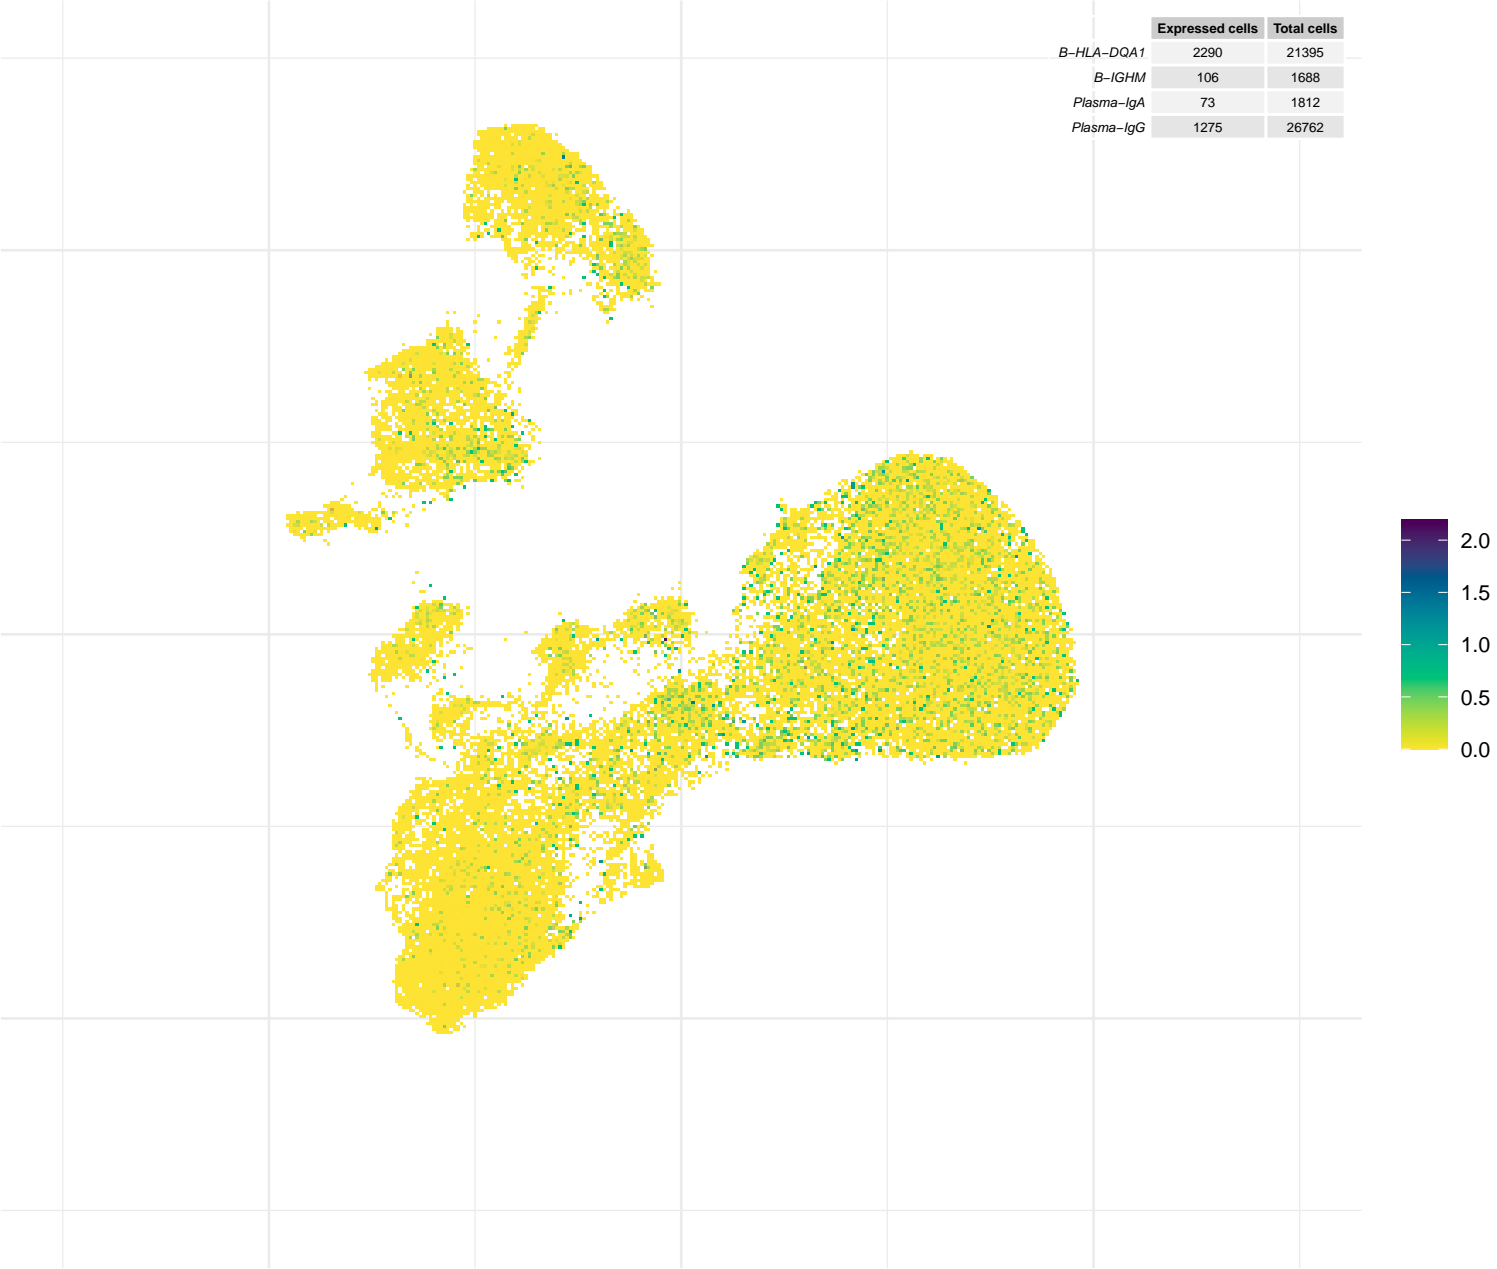 Expressed cells Total cells
B−HLA−DQA1 2290 21395
B−IGHM 106 1688
Plasma−IgA 73 1812
Plasma−IgG 1275 26762
2.0
1.5
1.0
0.5
0.0